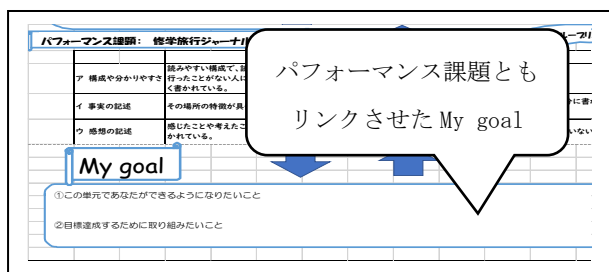 パフォーマンス課題: 修学旅行ジャーナル
ア 構成や分かりやすさ
読みやすい構成で、
行ったことがない人に
く書かれている。
イ 事実の記述
その場所の特徴が具
ウ 感想の記述
感じたことや考えたこ
かれている。
パフォーマンス課題とも
リンクさせた My goal
My goal
①この単元であなたができるようになりたいこと
②目標達成するために取り組みたいこと